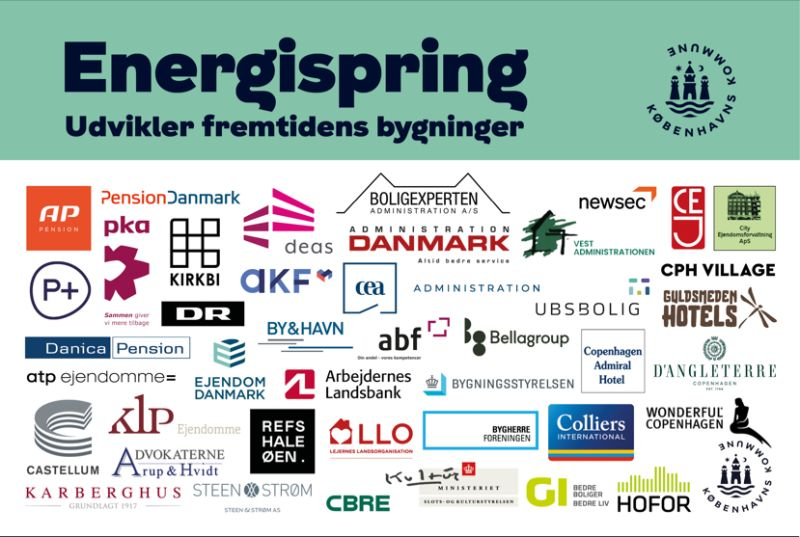 Energispring
Udvikler fremtidens bygninger
KØBENHAVNS KOMMUNE
AP
PENSION
PensionDanmark
pka
Sammen giver
vi mere tilbage
KIRKBI
deas
BOLIGEXPERTEN
ADMINISTRATION A/S
ADMINISTRATION
DANMARK
Altid bedre service
VEST
ADMINISTRATIONEN
newsec
CEJ
City
Ejendomsforvaltning
ApS
P+
DR
AKF
cea
ADMINISTRATION
UBSBOLIG
CPH VILLAGE
GULDSMEDEN
HOTELS
Danica Pension
BY&HAVN
abf
Din andel - vores kompetencer
Bellagroup
Copenhagen
Admiral
Hotel
D'ANGLETERRE
COPENHAGEN
EST. 1755
atp ejendomme=
EJENDOM
DANMARK
Arbejdernes
Landsbank
BYGNINGSSTYRELSEN
CASTELLUM
KLP Ejendomme
ADVOKATERNE
Arup & Hvidt
REFS
HALE
ØEN.
LLO
LEJERNES LANDSORGANISATION
BYGHERRE
FORENINGEN
Colliers
INTERNATIONAL
WONDERFUL
COPENHAGEN
KARBERGHUS
GRUNDLAGT 1917
STEEN STRØM
STEEN & STRØM AS
CBRE
Kultur
MINISTERIET
SLOTS- OG KULTURSTYRELSEN
GI
BEDRE
BOLIGER
BEDRE LIV
HOFOR
KØBENHAVNS KOMMUNE